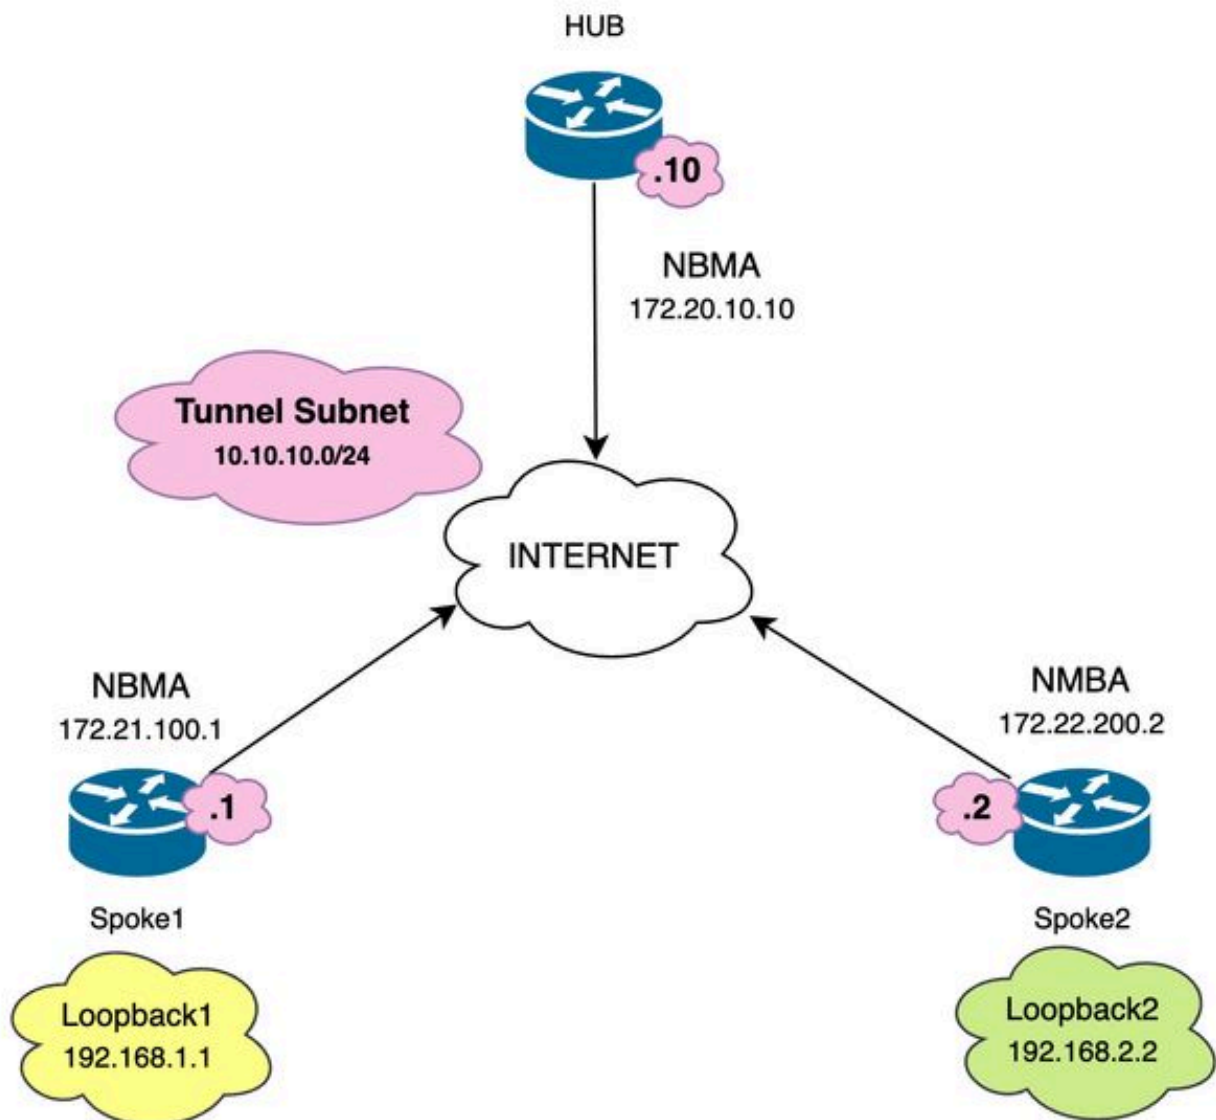 HUB
.10
NBMA
172.20.10.10
Tunnel Subnet
10.10.10.0/24
INTERNET
NBMA
172.21.100.1
.1
Spoke1
Loopback1
192.168.1.1
NMBA
172.22.200.2
.2
Spoke2
Loopback2
192.168.2.2